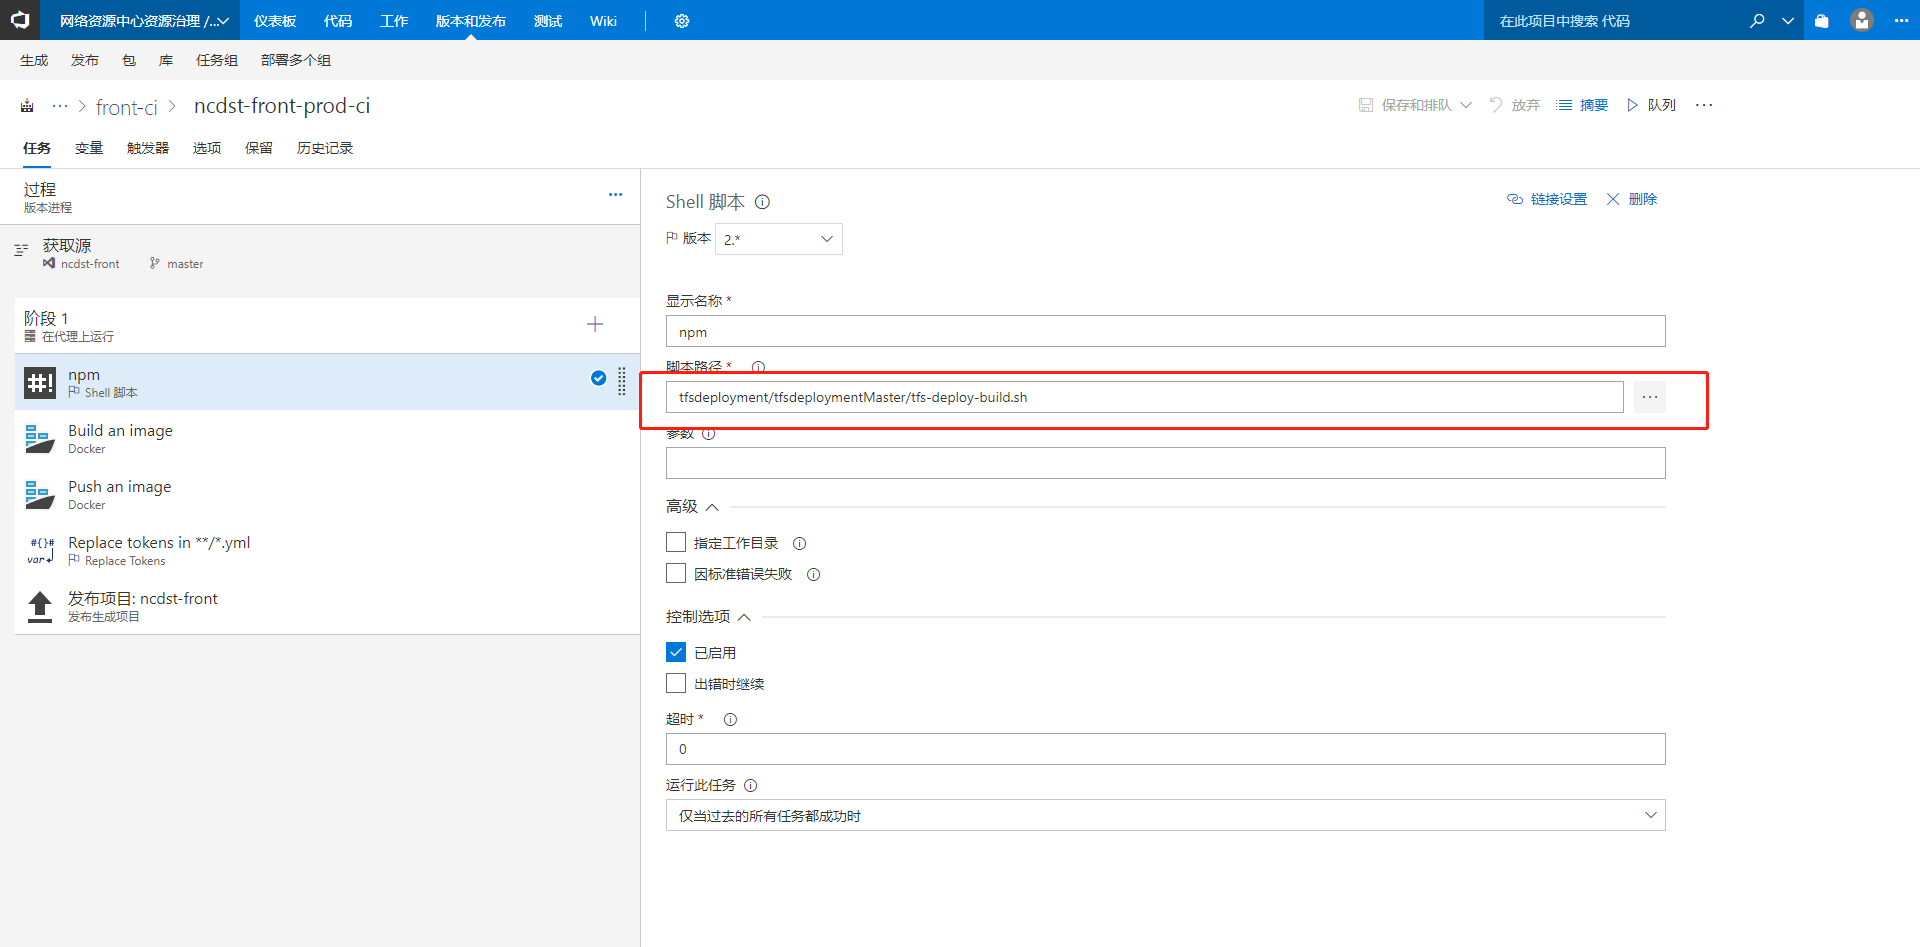 网络资源中心资源治理 /... 仪表板 代码 工作 版本和发布 测试 Wiki 在此项目中搜索 代码
生成 发布 包 库 任务组 部署多个组
... > front-ci > ncdst-front-prod-ci 保存和排队 放弃 摘要 队列 ...
任务 变量 触发器 选项 保留 历史记录
过程
版本进程
获取源
ncdst-front master
阶段 1
在代理上运行
npm
Shell 脚本
Build an image
Docker
Push an image
Docker
#{}# var
Replace tokens in **/*.yml
Replace Tokens
发布项目: ncdst-front
发布生成项目
Shell 脚本 链接设置 删除
版本 2.*
显示名称 *
npm
脚本路径 *
tfsdeployment/tfsdeploymentMaster/tfs-deploy-build.sh ...
参数
高级
指定工作目录
因标准错误失败
控制选项
已启用
出错时继续
超时 *
0
运行此任务
仅当过去的所有任务都成功时